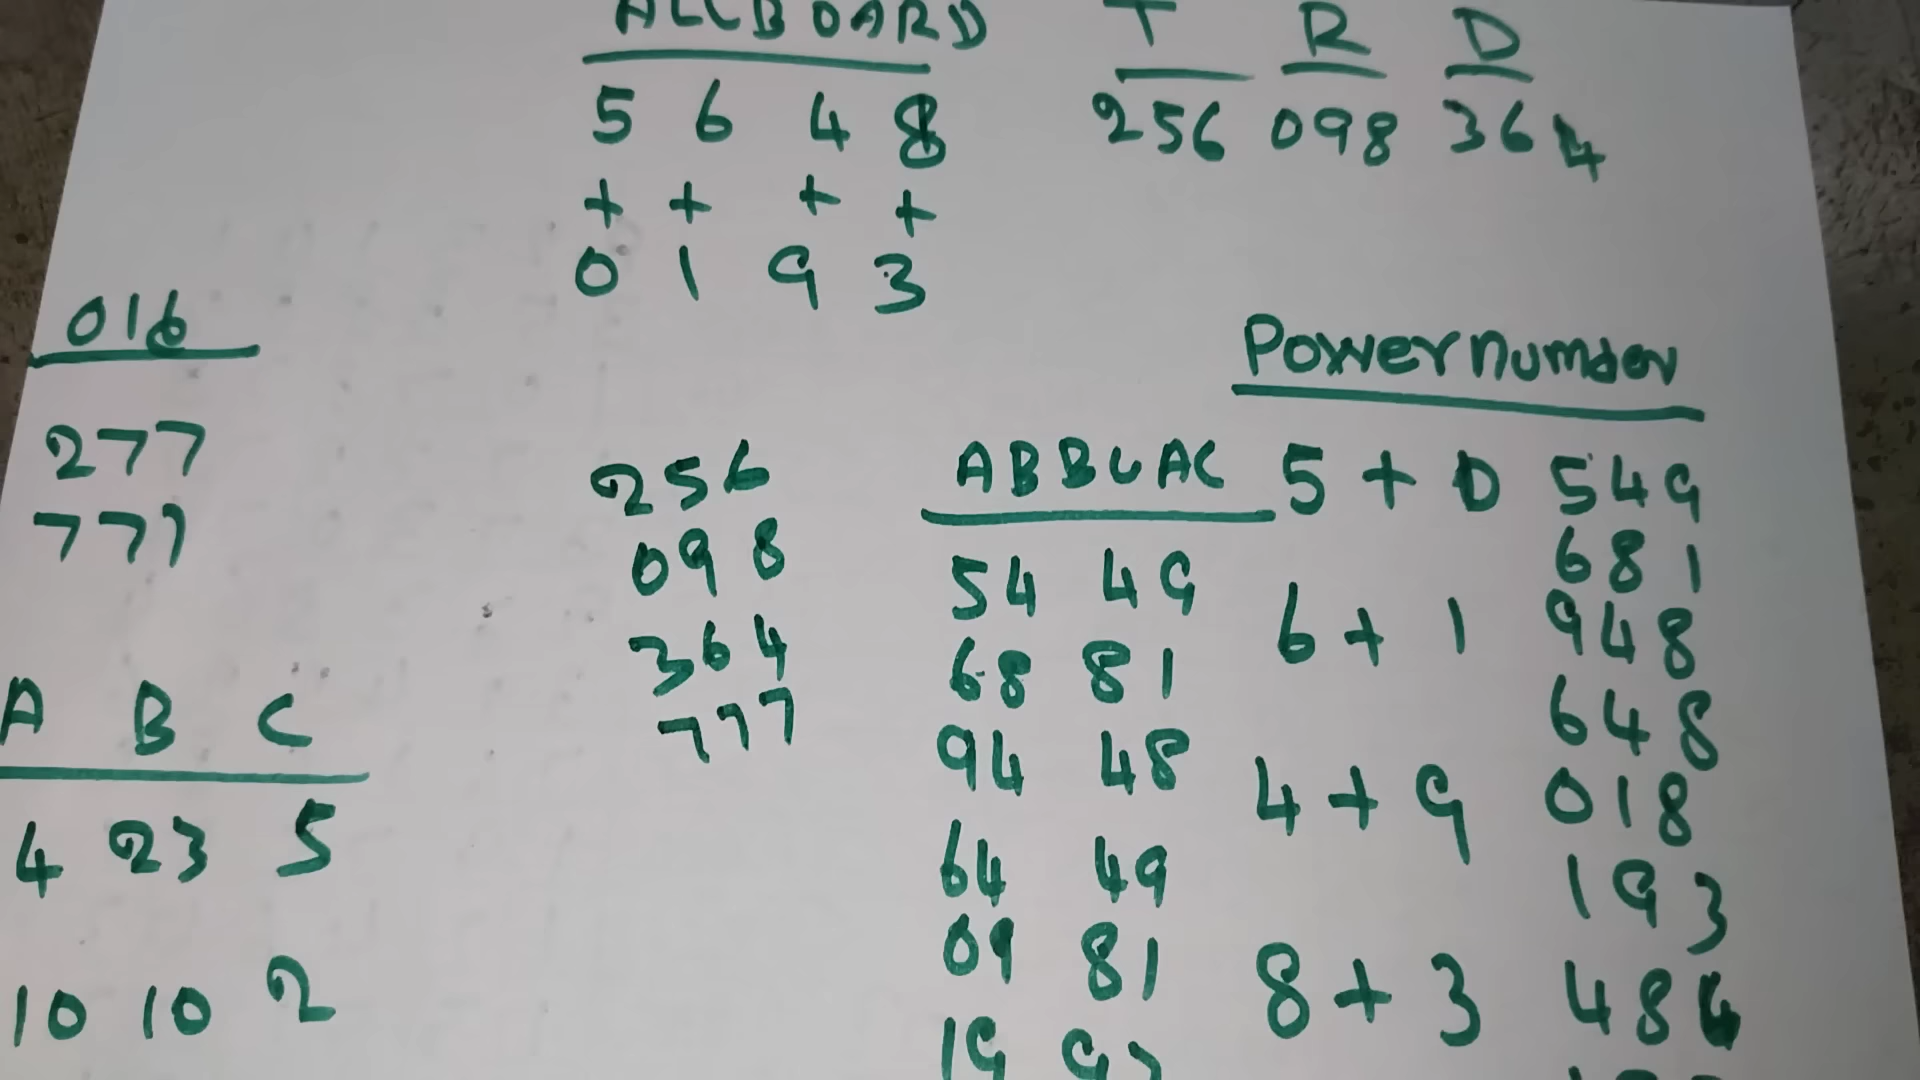 ALLBOARD T R D
5 6 4 8 256 098 364
+ + + +
0 1 9 3
016
277
777
256
098
364
777
A B C
4 23 5
10 10 2
ABBCAC
54 49
68 81
94 48
64 49
09 81
19
Powernumber
5 + 0
6 + 1
4 + 9
8 + 3
549
681
948
648
018
193
486